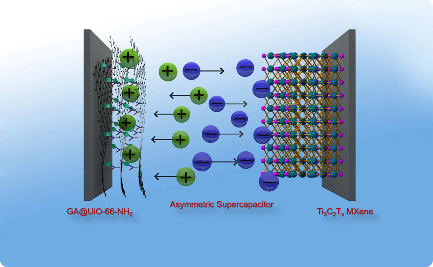 GA@UiO-66-NH₂
Asymmetric Supercapacitor
Ti₃C₂Tₓ MXene